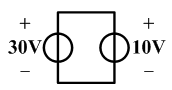 + +
30V 10V
− −